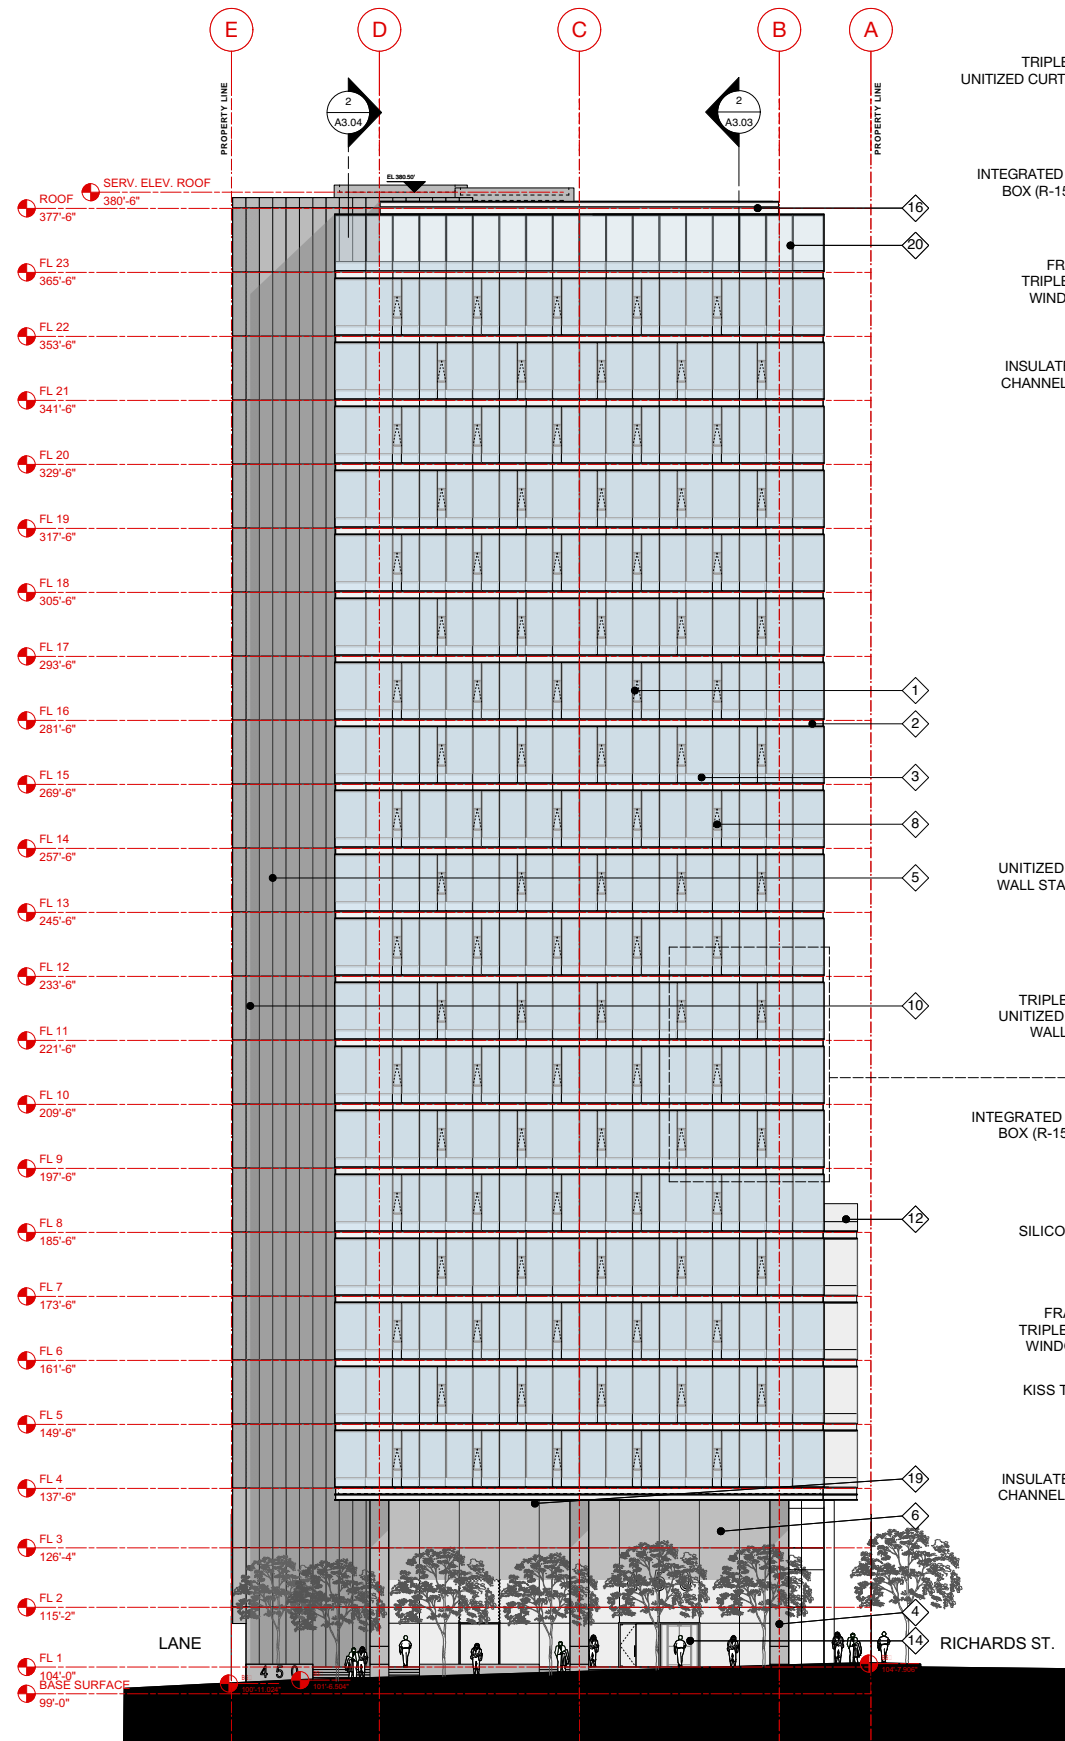 E
D
C
B
A
PROPERTY LINE
PROPERTY LINE
2
A3.04
2
A3.03
EL 380.50'
SERV. ELEV. ROOF
380'-6"
ROOF
377'-6"
FL 23
365'-6"
FL 22
353'-6"
FL 21
341'-6"
FL 20
329'-6"
FL 19
317'-6"
FL 18
305'-6"
FL 17
293'-6"
FL 16
281'-6"
FL 15
269'-6"
FL 14
257'-6"
FL 13
245'-6"
FL 12
233'-6"
FL 11
221'-6"
FL 10
209'-6"
FL 9
197'-6"
FL 8
185'-6"
FL 7
173'-6"
FL 6
161'-6"
FL 5
149'-6"
FL 4
137'-6"
FL 3
126'-4"
FL 2
115'-2"
FL 1
104'-0"
BASE SURFACE
99'-0"
LANE
450
RICHARDS ST.
16
20
1
2
3
8
5
10
12
19
6
4
14
TRIPLE
UNITIZED CURT
INTEGRATED
BOX (R-15
FR
TRIPLE
WIND
INSULATE
CHANNEL
UNITIZED
WALL STA
TRIPLE
UNITIZED
WALL
INTEGRATED
BOX (R-15
SILICO
FRA
TRIPLE
WINDO
KISS T
INSULATE
CHANNEL